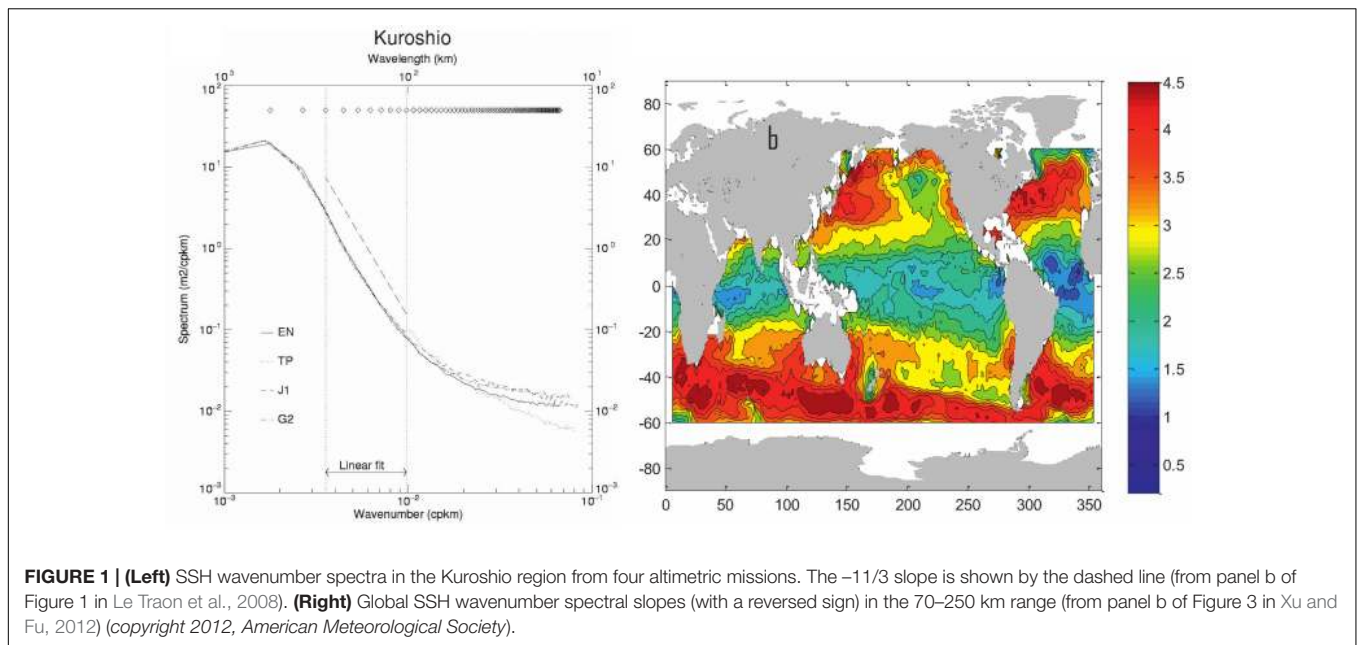 Kuroshio
Wavelength (km)
10³ 10² 10¹
10² 10²
10¹ 10¹
10⁰ 10⁰
10⁻¹ 10⁻¹
10⁻² 10⁻²
10⁻³ 10⁻³
Spectrum (m2/cpkm)
EN
TP
J1
G2
Linear fit
10⁻³ 10⁻² 10⁻¹
Wavenumber (cpkm)
b
80
60
40
20
0
-20
-40
-60
-80
0 50 100 150 200 250 300 350
4.5
4
3.5
3
2.5
2
1.5
1
0.5
FIGURE 1 | (Left) SSH wavenumber spectra in the Kuroshio region from four altimetric missions. The –11/3 slope is shown by the dashed line (from panel b of
Figure 1 in Le Traon et al., 2008). (Right) Global SSH wavenumber spectral slopes (with a reversed sign) in the 70–250 km range (from panel b of Figure 3 in Xu and
Fu, 2012) (copyright 2012, American Meteorological Society).